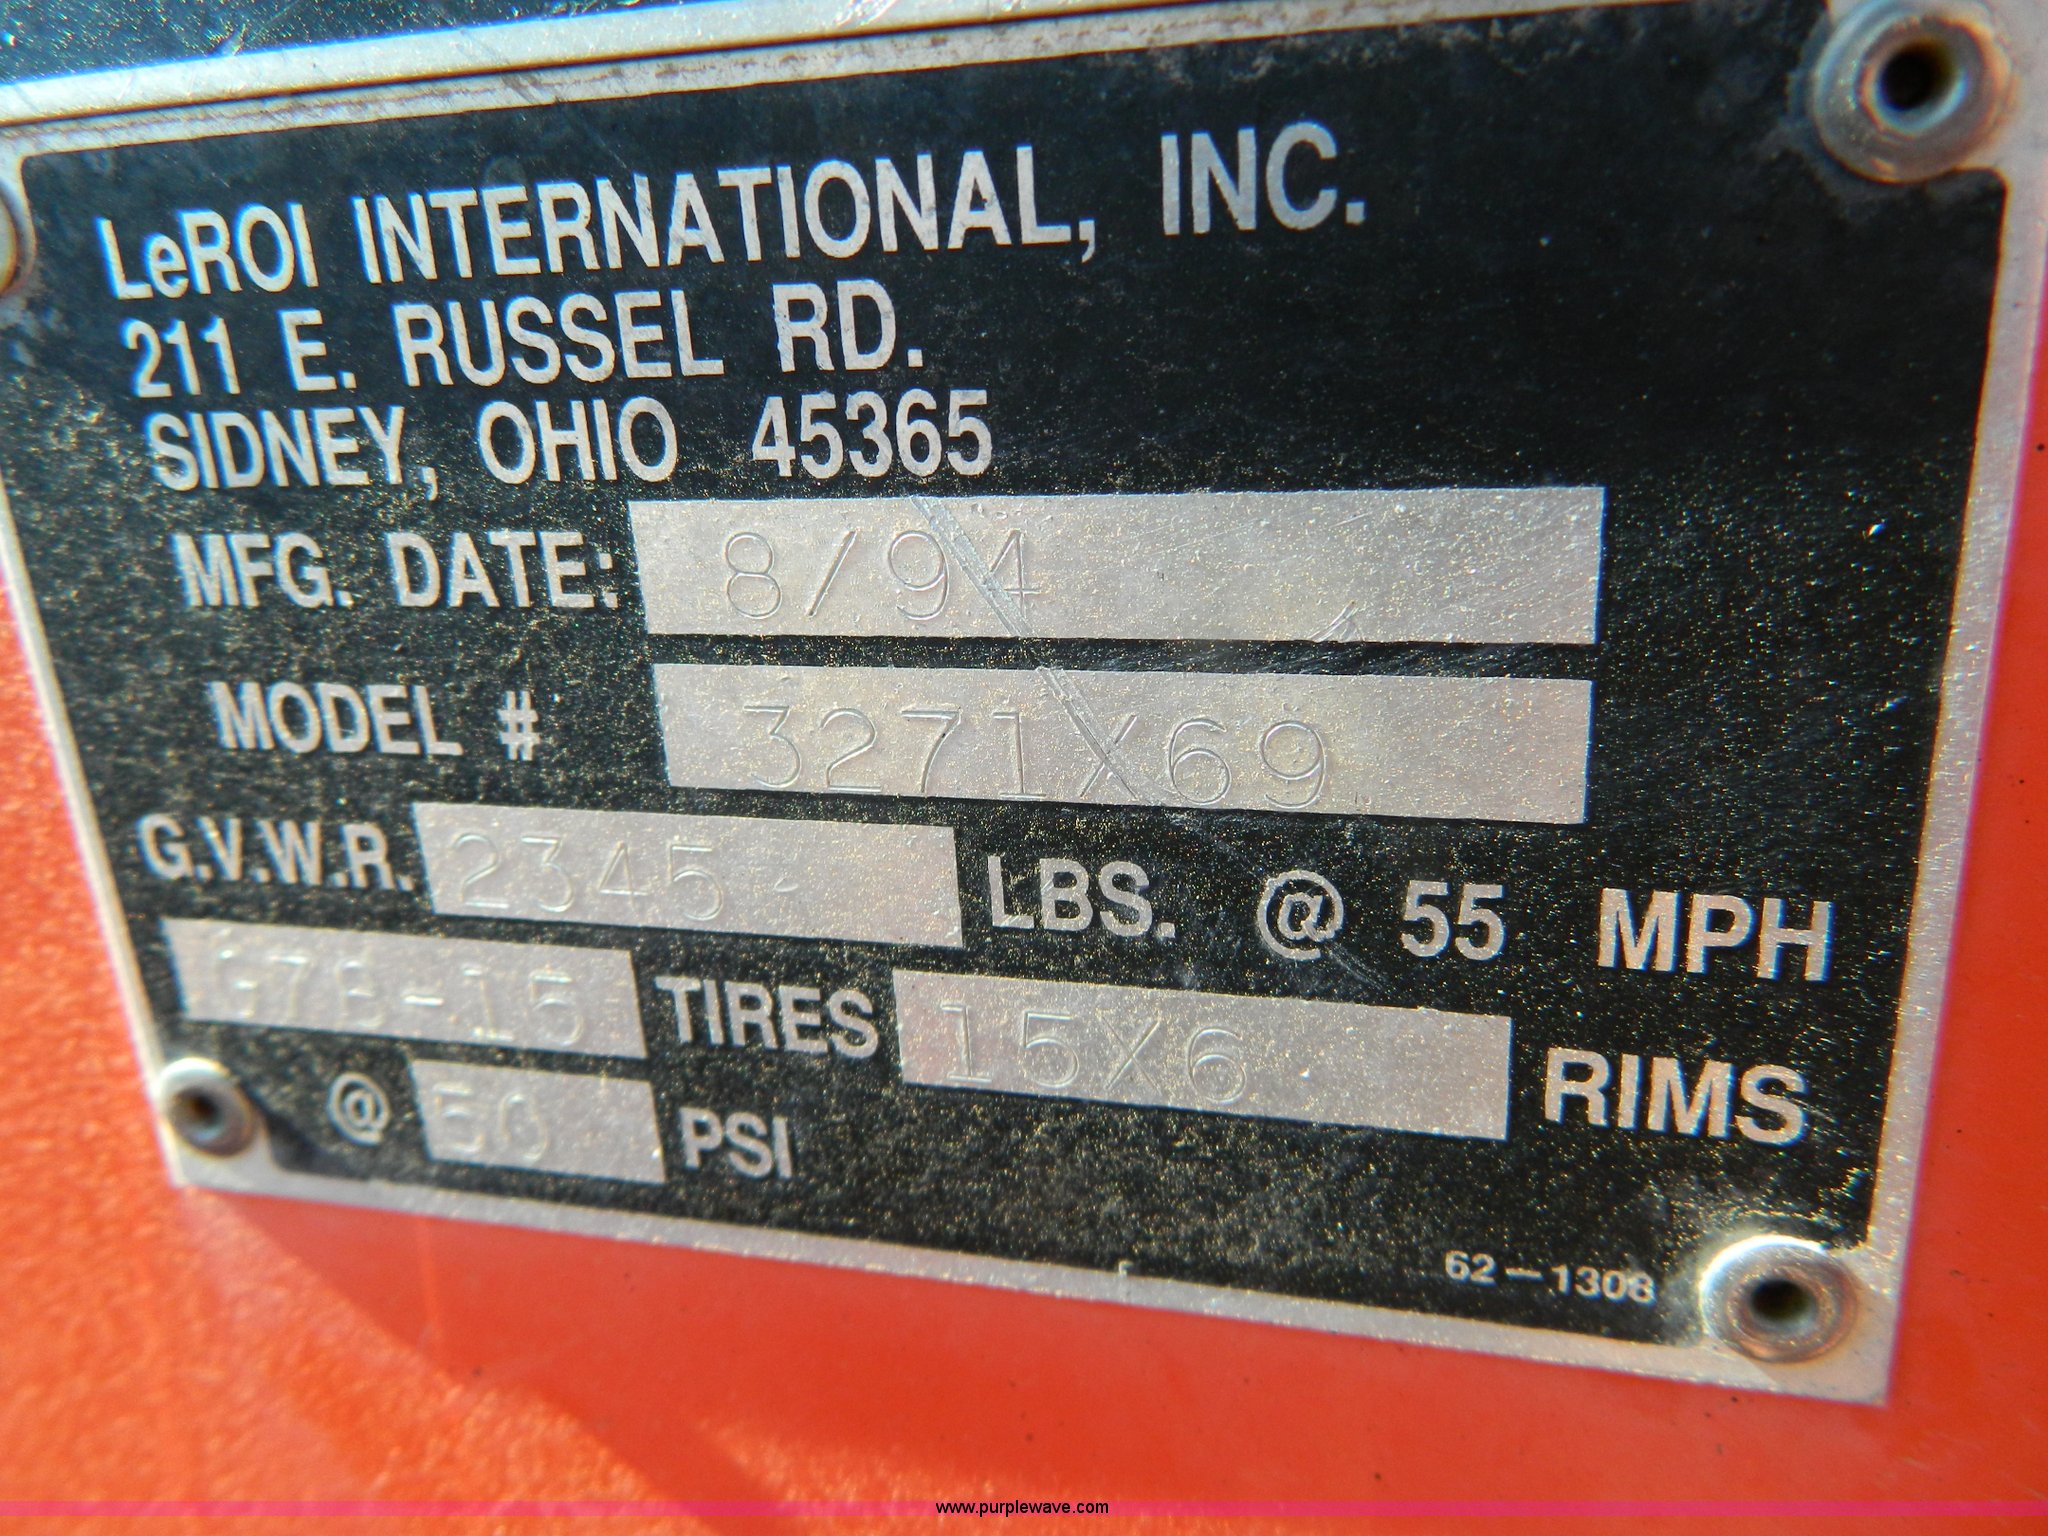 LeROI INTERNATIONAL, INC.
211 E. RUSSEL RD.
SIDNEY, OHIO 45365
MFG. DATE: 8/94
MODEL # 3271X69
G.V.W.R. 2345 LBS. @ 55 MPH
G78-15 TIRES 15X6 RIMS
@ 50 PSI
62-1308
www.purplewave.com